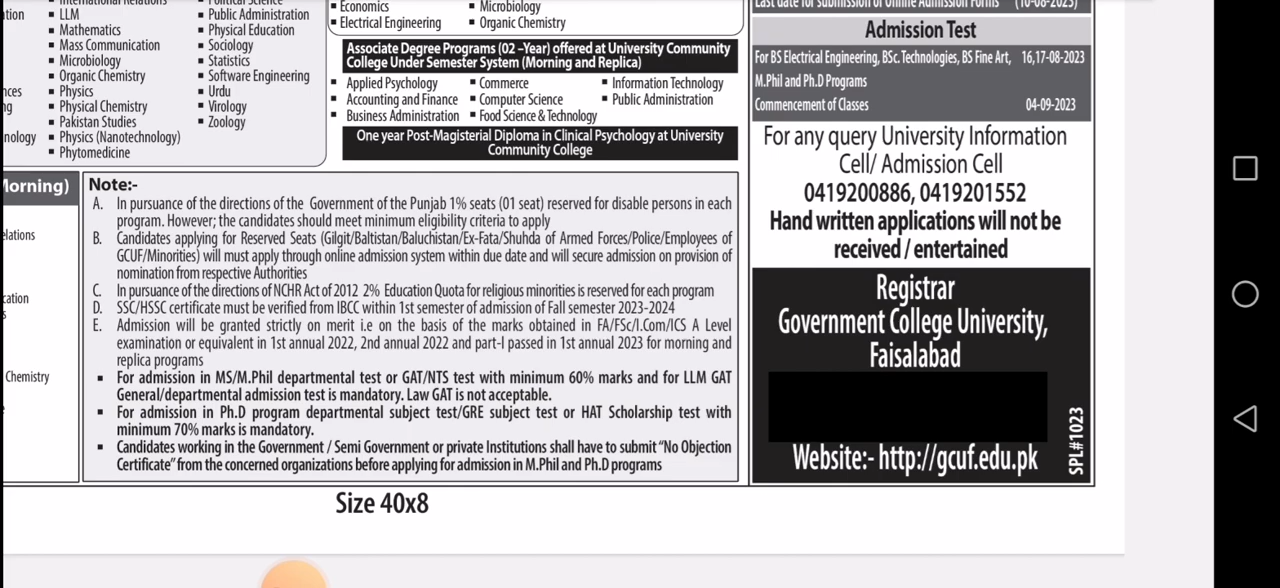 ation
International Relations
LLM
Mathematics
Mass Communication
Microbiology
Organic Chemistry
nces
Physics
ng
Physical Chemistry
Pakistan Studies
nology
Physics (Nanotechnology)
Phytomedicine
Political Science
Public Administration
Physical Education
Sociology
Statistics
Software Engineering
Urdu
Virology
Zoology
Economics
Electrical Engineering
Microbiology
Organic Chemistry
Associate Degree Programs (02 –Year) offered at University Community
College Under Semester System (Morning and Replica)
Applied Psychology
Accounting and Finance
Business Administration
Commerce
Computer Science
Food Science & Technology
Information Technology
Public Administration
One year Post-Magisterial Diploma in Clinical Psychology at University
Community College
Morning)
elations
cation
s
Chemistry
Note:-
A. In pursuance of the directions of the Government of the Punjab 1% seats (01 seat) reserved for disable persons in each
program. However; the candidates should meet minimum eligibility criteria to apply
B. Candidates applying for Reserved Seats (Gilgit/Baltistan/Baluchistan/Ex-Fata/Shuhda of Armed Forces/Police/Employees of
GCUF/Minorities) will must apply through online admission system within due date and will secure admission on provision of
nomination from respective Authorities
C. In pursuance of the directions of NCHR Act of 2012 2% Education Quota for religious minorities is reserved for each program
D. SSC/HSSC certificate must be verified from IBCC within 1st semester of admission of Fall semester 2023-2024
E. Admission will be granted strictly on merit i.e on the basis of the marks obtained in FA/FSc/I.Com/ICS A Level
examination or equivalent in 1st annual 2022, 2nd annual 2022 and part-I passed in 1st annual 2023 for morning and
replica programs
For admission in MS/M.Phil departmental test or GAT/NTS test with minimum 60% marks and for LLM GAT
General/departmental admission test is mandatory. Law GAT is not acceptable.
For admission in Ph.D program departmental subject test/GRE subject test or HAT Scholarship test with
minimum 70% marks is mandatory.
Candidates working in the Government / Semi Government or private Institutions shall have to submit “No Objection
Certificate” from the concerned organizations before applying for admission in M.Phil and Ph.D programs
Last date for submission of Online Admission Forms (10-08-2023)
Admission Test
For BS Electrical Engineering, BSc. Technologies, BS Fine Art, 16,17-08-2023
M.Phil and Ph.D Programs
Commencement of Classes 04-09-2023
For any query University Information
Cell/ Admission Cell
0419200886, 0419201552
Hand written applications will not be
received / entertained
Registrar
Government College University,
Faisalabad
Website:- http://gcuf.edu.pk
SPL#1023
Size 40x8